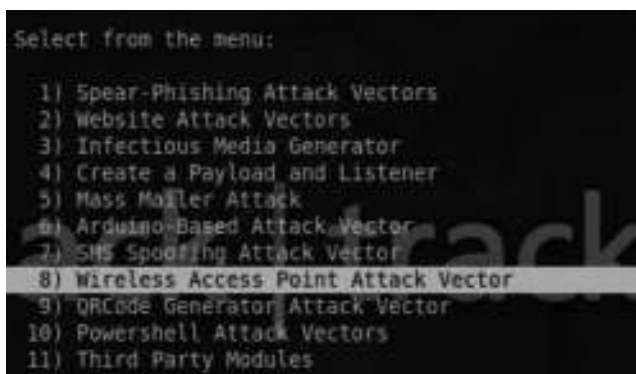 Select from the menu:
1) Spear-Phishing Attack Vectors
2) Website Attack Vectors
3) Infectious Media Generator
4) Create a Payload and Listener
5) Mass Mailer Attack
6) Arduino-Based Attack Vector
7) SMS Spoofing Attack Vector
8) Wireless Access Point Attack Vector
9) QRCode Generator Attack Vector
10) Powershell Attack Vectors
11) Third Party Modules